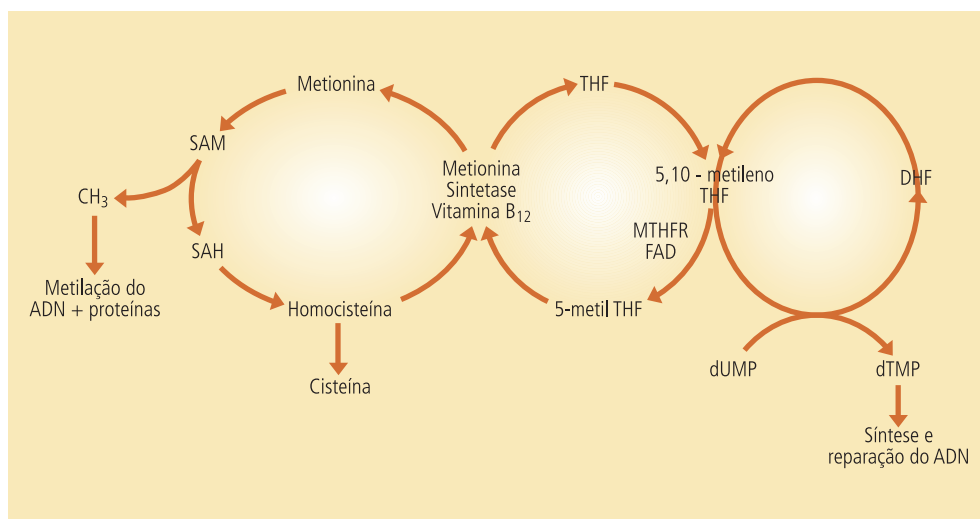 Metionina
THF
SAM
Metionina
Sintetase
Vitamina B12
5,10 - metileno
THF
DHF
CH3
MTHFR
FAD
SAH
Metilação do
ADN + proteínas
Homocisteína
5-metil THF
Cisteína
dUMP
dTMP
Síntese e
reparação do ADN